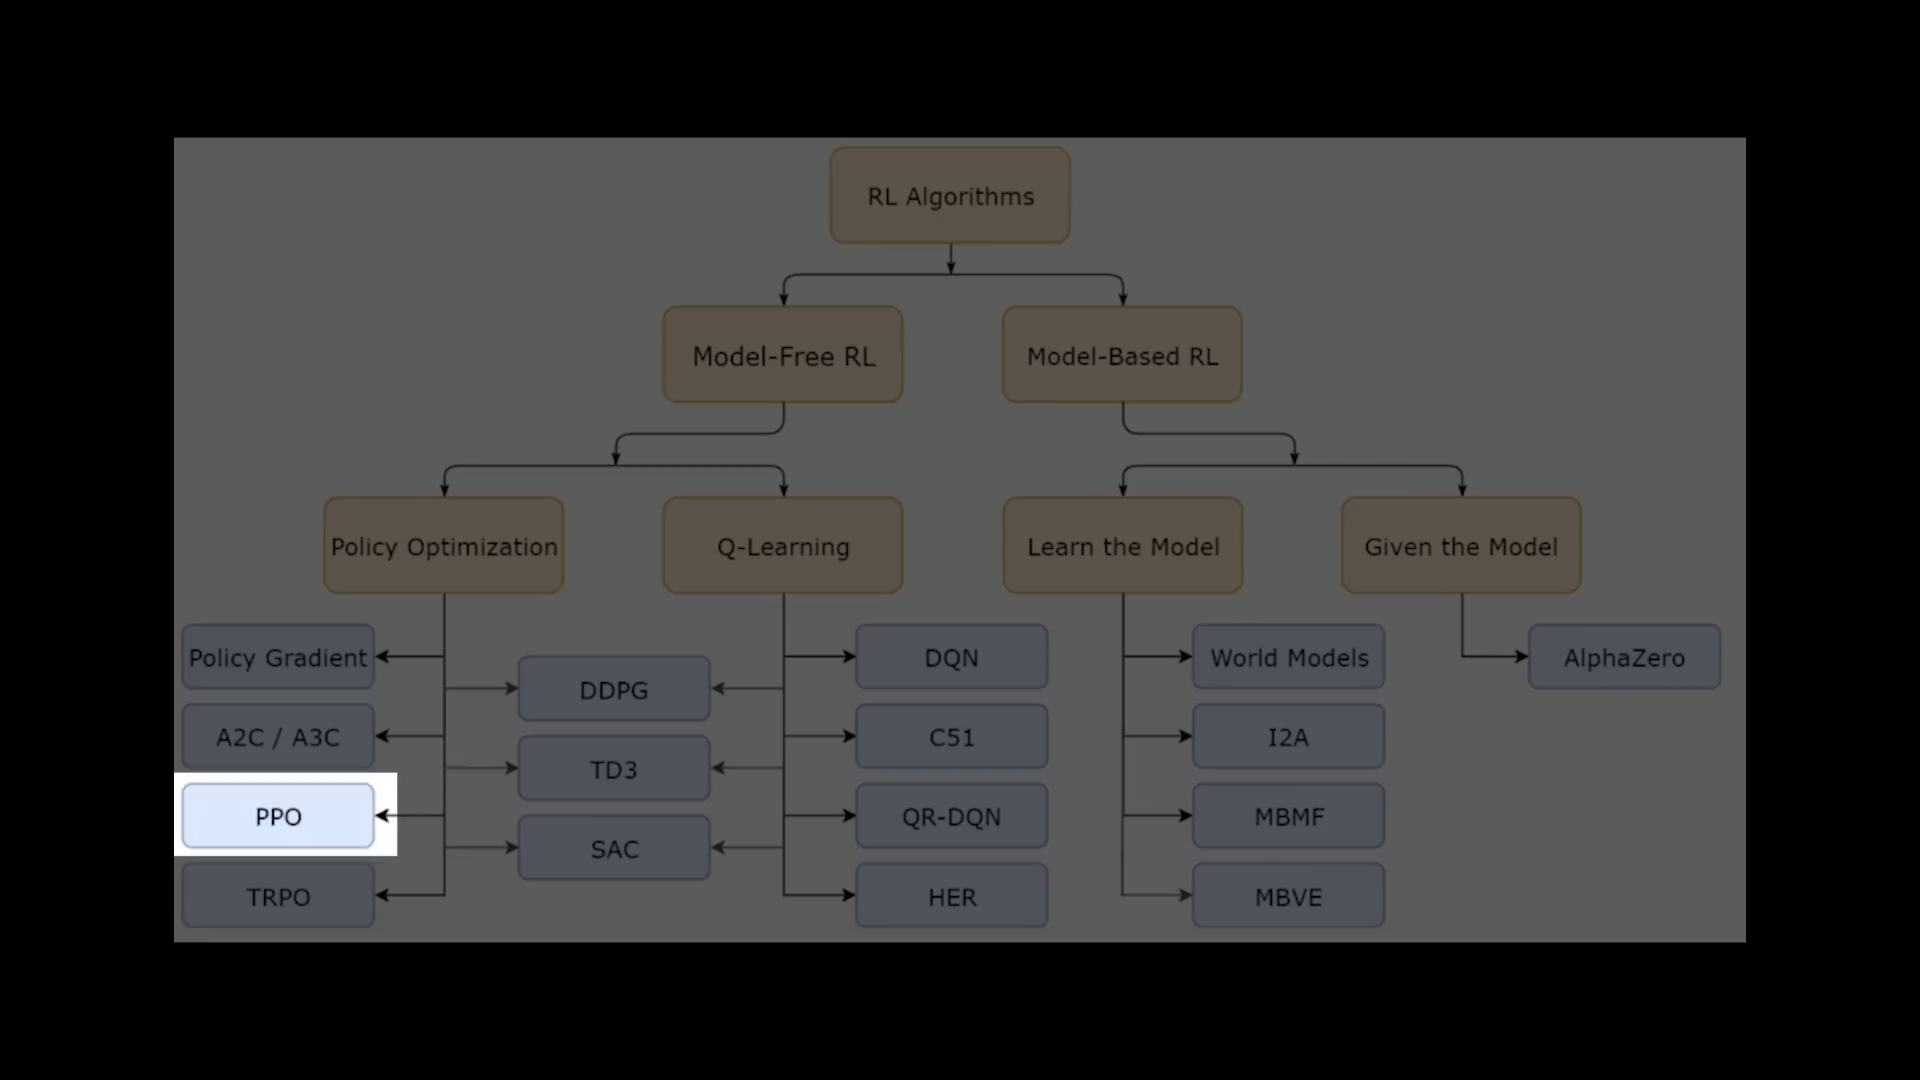 RL Algorithms
Model-Free RL
Model-Based RL
Policy Optimization
Q-Learning
Learn the Model
Given the Model
Policy Gradient
DDPG
DQN
World Models
AlphaZero
A2C / A3C
TD3
C51
I2A
PPO
SAC
QR-DQN
MBMF
TRPO
HER
MBVE